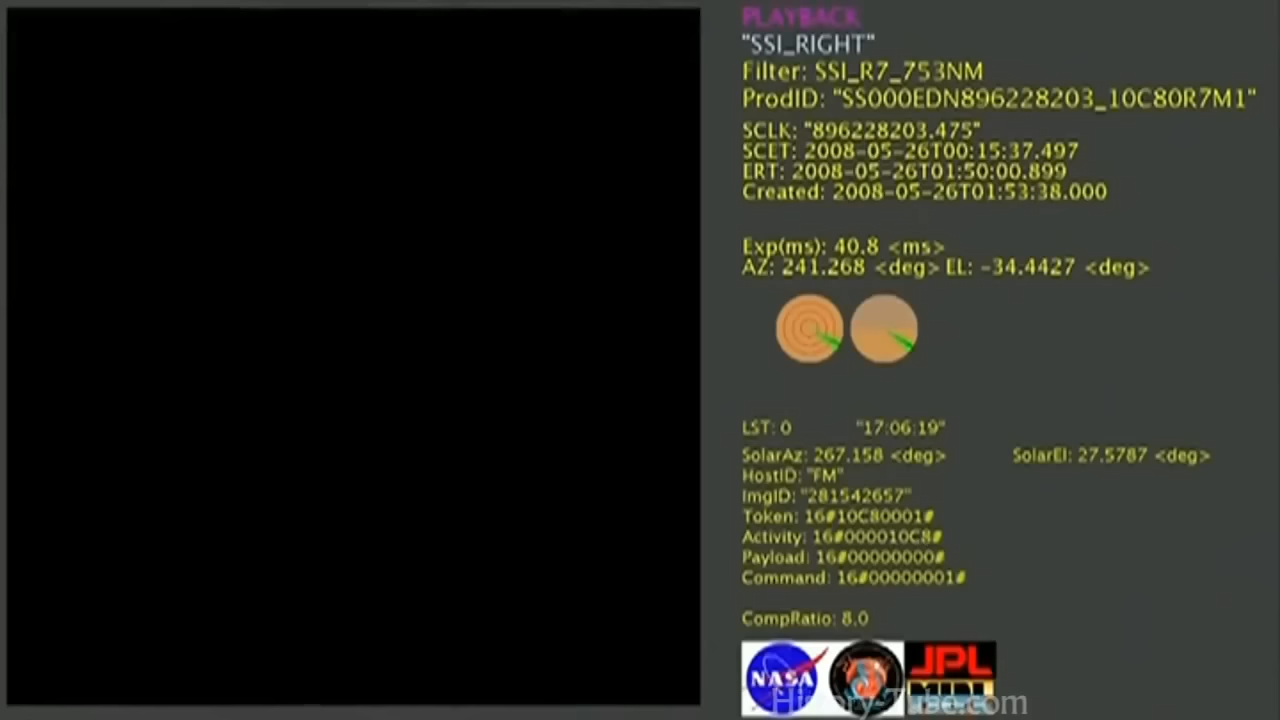 PLAYBACK
"SSI_RIGHT"
Filter: SSI_R7_753NM
ProdID: "SS000EDN896228203_10C80R7M1"
SCLK: "896228203.475"
SCET: 2008-05-26T00:15:37.497
ERT: 2008-05-26T01:50:00.899
Created: 2008-05-26T01:53:38.000
Exp(ms): 40.8 <ms>
AZ: 241.268 <deg> EL: -34.4427 <deg>
LST: 0 "17:06:19"
SolarAz: 267.158 <deg> SolarEl: 27.5787 <deg>
HostID: "FM"
ImgID: "281542657"
Token: 16#10C80001#
Activity: 16#000010C8#
Payload: 16#00000000#
Command: 16#00000001#
CompRatio: 8.0
NASA JPL
History-Tube.com